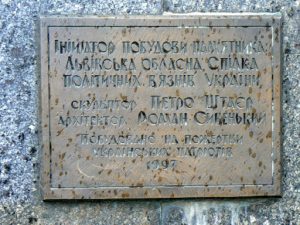 Ініціатор побудови пам'ятника
Львівська обласна спілка
політичних в'язнів України
скульптор Петро Штаєр
архітектор Роман Сивенький
Побудовано на пожертви
українських патріотів
1997